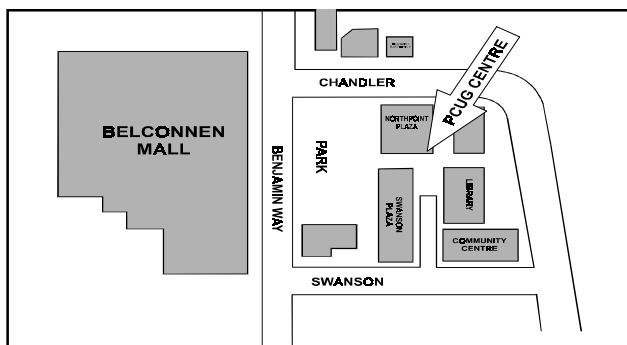 CHANDLER
PCUG CENTRE
NORTHPOINT
PLAZA
BELCONNEN
MALL
BENJAMIN WAY
PARK
SWANSON
PLAZA
LIBRARY
COMMUNITY
CENTRE
SWANSON